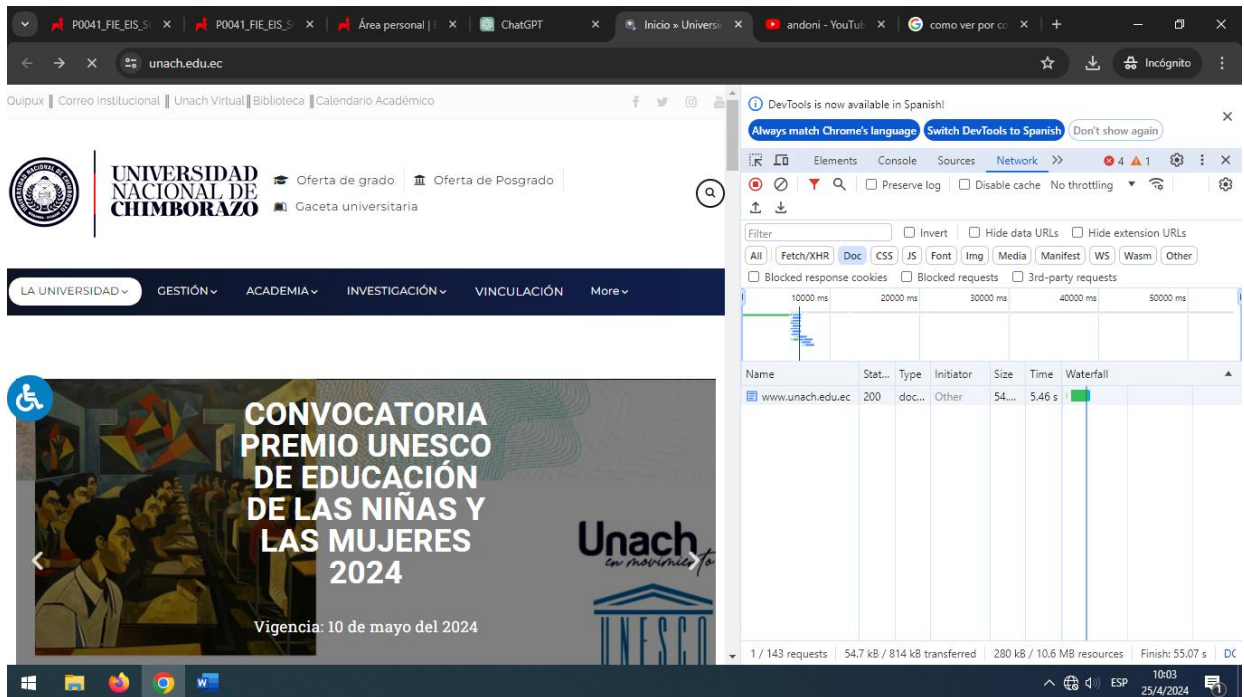 P0041_FIE_EIS_S
P0041_FIE_EIS_S
Área personal |
ChatGPT
Inicio » Universi
andoni - YouTub
como ver por co
unach.edu.ec
Incógnito
Quipux || Correo Institucional || Unach Virtual || Biblioteca || Calendario Académico
UNIVERSIDAD
NACIONAL DE
CHIMBORAZO
Oferta de grado
Oferta de Posgrado
Gaceta universitaria
LA UNIVERSIDAD
GESTIÓN
ACADEMIA
INVESTIGACIÓN
VINCULACIÓN
More
CONVOCATORIA
PREMIO UNESCO
DE EDUCACIÓN
DE LAS NIÑAS Y
LAS MUJERES
2024
Vigencia: 10 de mayo del 2024
Unach
en movimiento
UNESCO
DevTools is now available in Spanish!
Always match Chrome's language
Switch DevTools to Spanish
Don't show again
Elements Console Sources Network 4 1
Preserve log Disable cache No throttling
Filter Invert Hide data URLs Hide extension URLs
All Fetch/XHR Doc CSS JS Font Img Media Manifest WS Wasm Other
Blocked response cookies Blocked requests 3rd-party requests
10000 ms 20000 ms 30000 ms 40000 ms 50000 ms
Name Stat... Type Initiator Size Time Waterfall
www.unach.edu.ec 200 doc... Other 54.... 5.46 s
1 / 143 requests 54.7 kB / 814 kB transferred 280 kB / 10.6 MB resources Finish: 55.07 s DC
ESP
10:03
25/4/2024
1